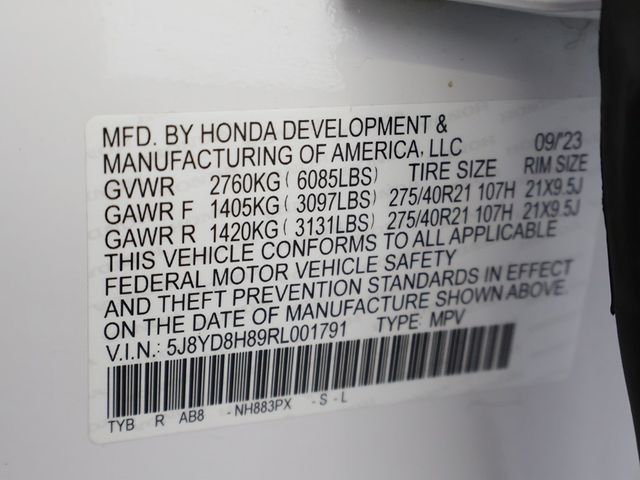 MFD. BY HONDA DEVELOPMENT &
MANUFACTURING OF AMERICA, LLC 09/'23
GVWR 2760KG ( 6085LBS) TIRE SIZE RIM SIZE
GAWR F 1405KG ( 3097LBS) 275/40R21 107H 21X9.5J
GAWR R 1420KG ( 3131LBS) 275/40R21 107H 21X9.5J
THIS VEHICLE CONFORMS TO ALL APPLICABLE
FEDERAL MOTOR VEHICLE SAFETY
AND THEFT PREVENTION STANDARDS IN EFFECT
ON THE DATE OF MANUFACTURE SHOWN ABOVE.
V.I.N.: 5J8YD8H89RL001791 TYPE: MPV
TYB R AB8 -NH883PX -S-L